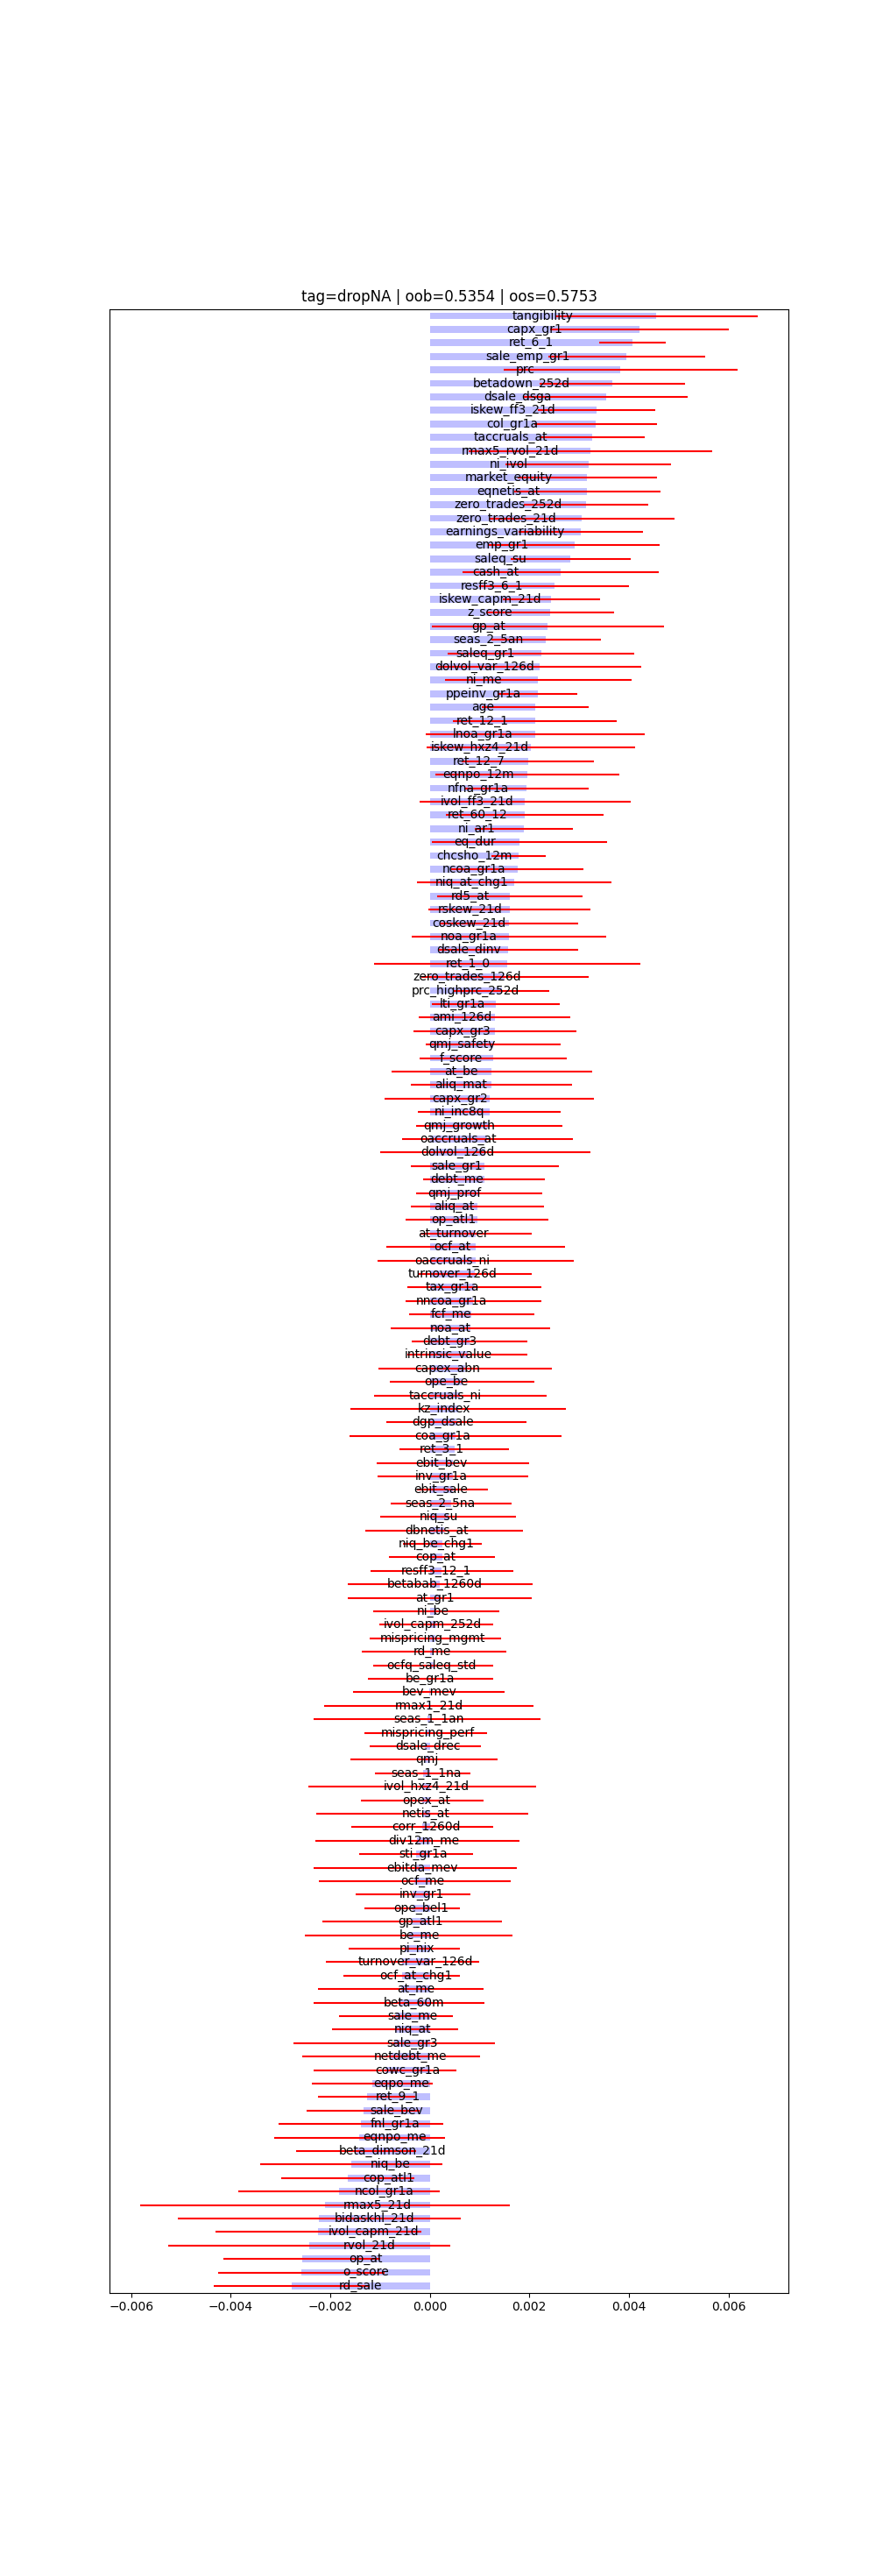 tag=dropNA | oob=0.5354 | oos=0.5753
tangibility
capx_gr1
ret_6_1
sale_emp_gr1
prc
betadown_252d
dsale_dsga
iskew_ff3_21d
col_gr1a
taccruals_at
rmax5_rvol_21d
ni_ivol
market_equity
eqnetis_at
zero_trades_252d
zero_trades_21d
earnings_variability
emp_gr1
saleq_su
cash_at
resff3_6_1
iskew_capm_21d
z_score
gp_at
seas_2_5an
saleq_gr1
dolvol_var_126d
ni_me
ppeinv_gr1a
age
ret_12_1
lnoa_gr1a
iskew_hxz4_21d
ret_12_7
eqnpo_12m
nfna_gr1a
ivol_ff3_21d
ret_60_12
ni_ar1
eq_dur
chcsho_12m
ncoa_gr1a
niq_at_chg1
rd5_at
rskew_21d
coskew_21d
noa_gr1a
dsale_dinv
ret_1_0
zero_trades_126d
prc_highprc_252d
lti_gr1a
ami_126d
capx_gr3
qmj_safety
f_score
at_be
aliq_mat
capx_gr2
ni_inc8q
qmj_growth
oaccruals_at
dolvol_126d
sale_gr1
debt_me
qmj_prof
aliq_at
op_atl1
at_turnover
ocf_at
oaccruals_ni
turnover_126d
tax_gr1a
nncoa_gr1a
fcf_me
noa_at
debt_gr3
intrinsic_value
capex_abn
ope_be
taccruals_ni
kz_index
dgp_dsale
coa_gr1a
ret_3_1
ebit_bev
inv_gr1a
ebit_sale
seas_2_5na
niq_su
dbnetis_at
niq_be_chg1
cop_at
resff3_12_1
betabab_1260d
at_gr1
ni_be
ivol_capm_252d
mispricing_mgmt
rd_me
ocfq_saleq_std
be_gr1a
bev_mev
rmax1_21d
seas_1_1an
mispricing_perf
dsale_drec
qmj
seas_1_1na
ivol_hxz4_21d
opex_at
netis_at
corr_1260d
div12m_me
sti_gr1a
ebitda_mev
ocf_me
inv_gr1
ope_bel1
gp_atl1
be_me
pi_nix
turnover_var_126d
ocf_at_chg1
at_me
beta_60m
sale_me
niq_at
sale_gr3
netdebt_me
cowc_gr1a
eqpo_me
ret_9_1
sale_bev
fnl_gr1a
eqnpo_me
beta_dimson_21d
niq_be
cop_atl1
ncol_gr1a
rmax5_21d
bidaskhl_21d
ivol_capm_21d
rvol_21d
op_at
o_score
rd_sale
−0.006 −0.004 −0.002 0.000 0.002 0.004 0.006